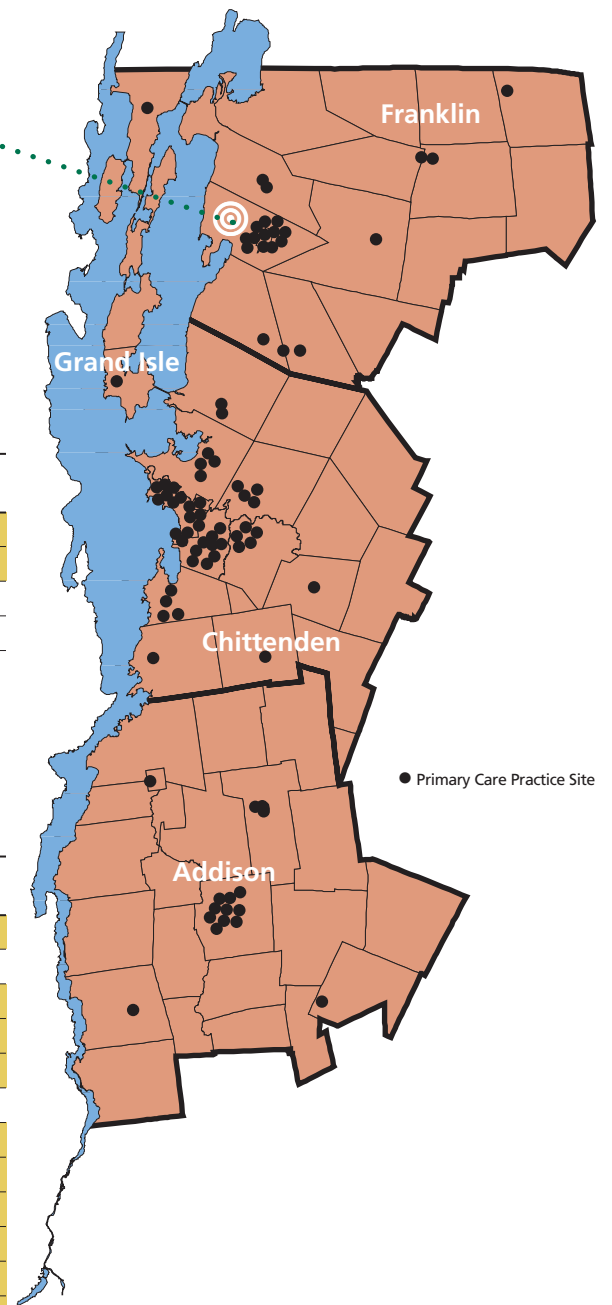 Franklin
Grand Isle
Chittenden
Primary Care Practice Site
Addison